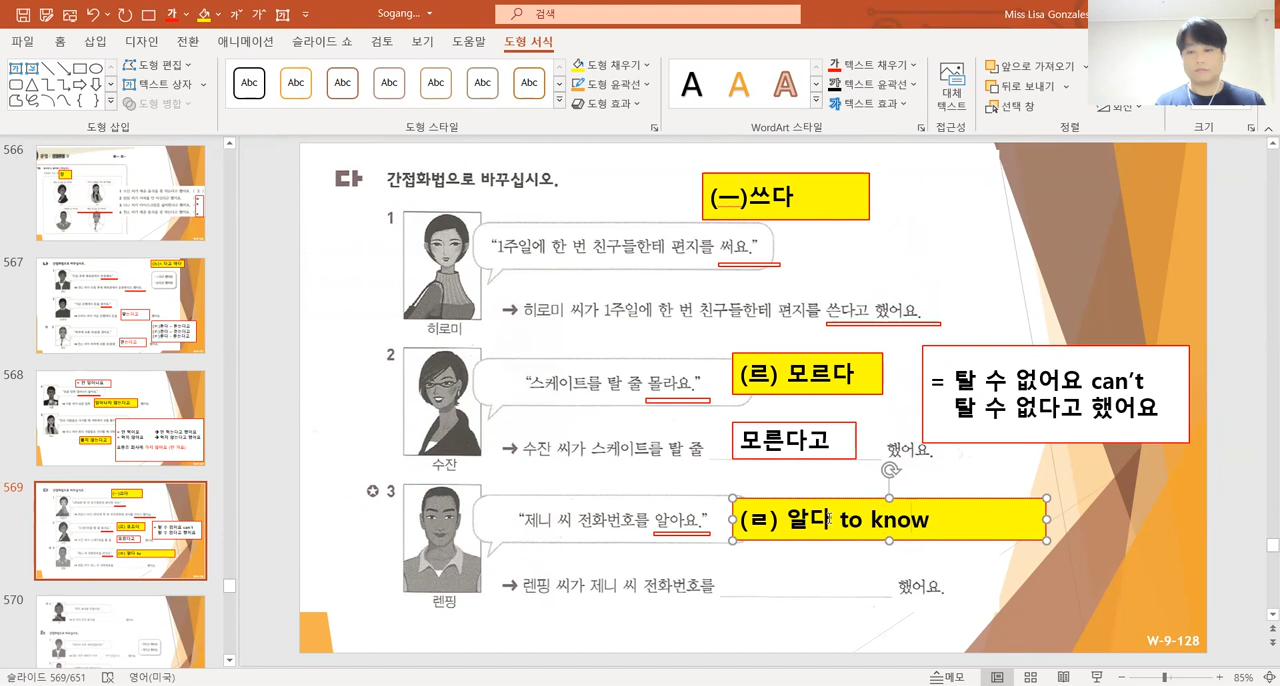 Sogang...
검색
Miss Lisa Gonzales
파일 홈 삽입 디자인 전환 애니메이션 슬라이드 쇼 검토 보기 도움말 도형 서식
도형 편집
텍스트 상자
도형 병합
도형 삽입
Abc Abc Abc Abc Abc Abc Abc
도형 채우기
도형 윤곽선
도형 효과
도형 스타일
A A A
텍스트 채우기
텍스트 윤곽선
텍스트 효과
WordArt 스타일
대체
텍스트
접근성
앞으로 가져오기
뒤로 보내기
선택 창
회전
정렬
크기
566
567
568
569
570
다 간접화법으로 바꾸십시오.
(ㅡ)쓰다
1
“1주일에 한 번 친구들한테 편지를 써요.”
→ 히로미 씨가 1주일에 한 번 친구들한테 편지를 쓴다고 했어요.
히로미
2
“스케이트를 탈 줄 몰라요.”
(르) 모르다
= 탈 수 없어요 can’t
탈 수 없다고 했어요
→ 수잔 씨가 스케이트를 탈 줄 모른다고 했어요.
수잔
3
“제니 씨 전화번호를 알아요.”
(ㄹ) 알다 to know
→ 렌핑 씨가 제니 씨 전화번호를 했어요.
렌핑
W-9-128
슬라이드 569/651 영어(미국) 메모 85%